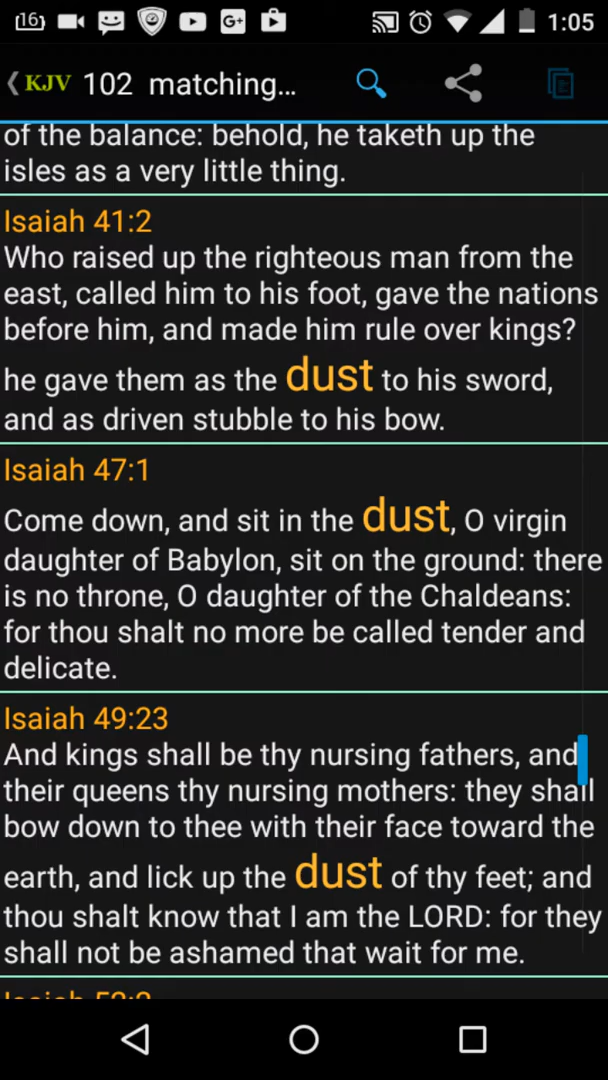 16 1:05
KJV 102 matching...
of the balance: behold, he taketh up the
isles as a very little thing.
Isaiah 41:2
Who raised up the righteous man from the
east, called him to his foot, gave the nations
before him, and made him rule over kings?
he gave them as the dust to his sword,
and as driven stubble to his bow.
Isaiah 47:1
Come down, and sit in the dust, O virgin
daughter of Babylon, sit on the ground: there
is no throne, O daughter of the Chaldeans:
for thou shalt no more be called tender and
delicate.
Isaiah 49:23
And kings shall be thy nursing fathers, and
their queens thy nursing mothers: they shall
bow down to thee with their face toward the
earth, and lick up the dust of thy feet; and
thou shalt know that I am the LORD: for they
shall not be ashamed that wait for me.
Isaiah 52:2